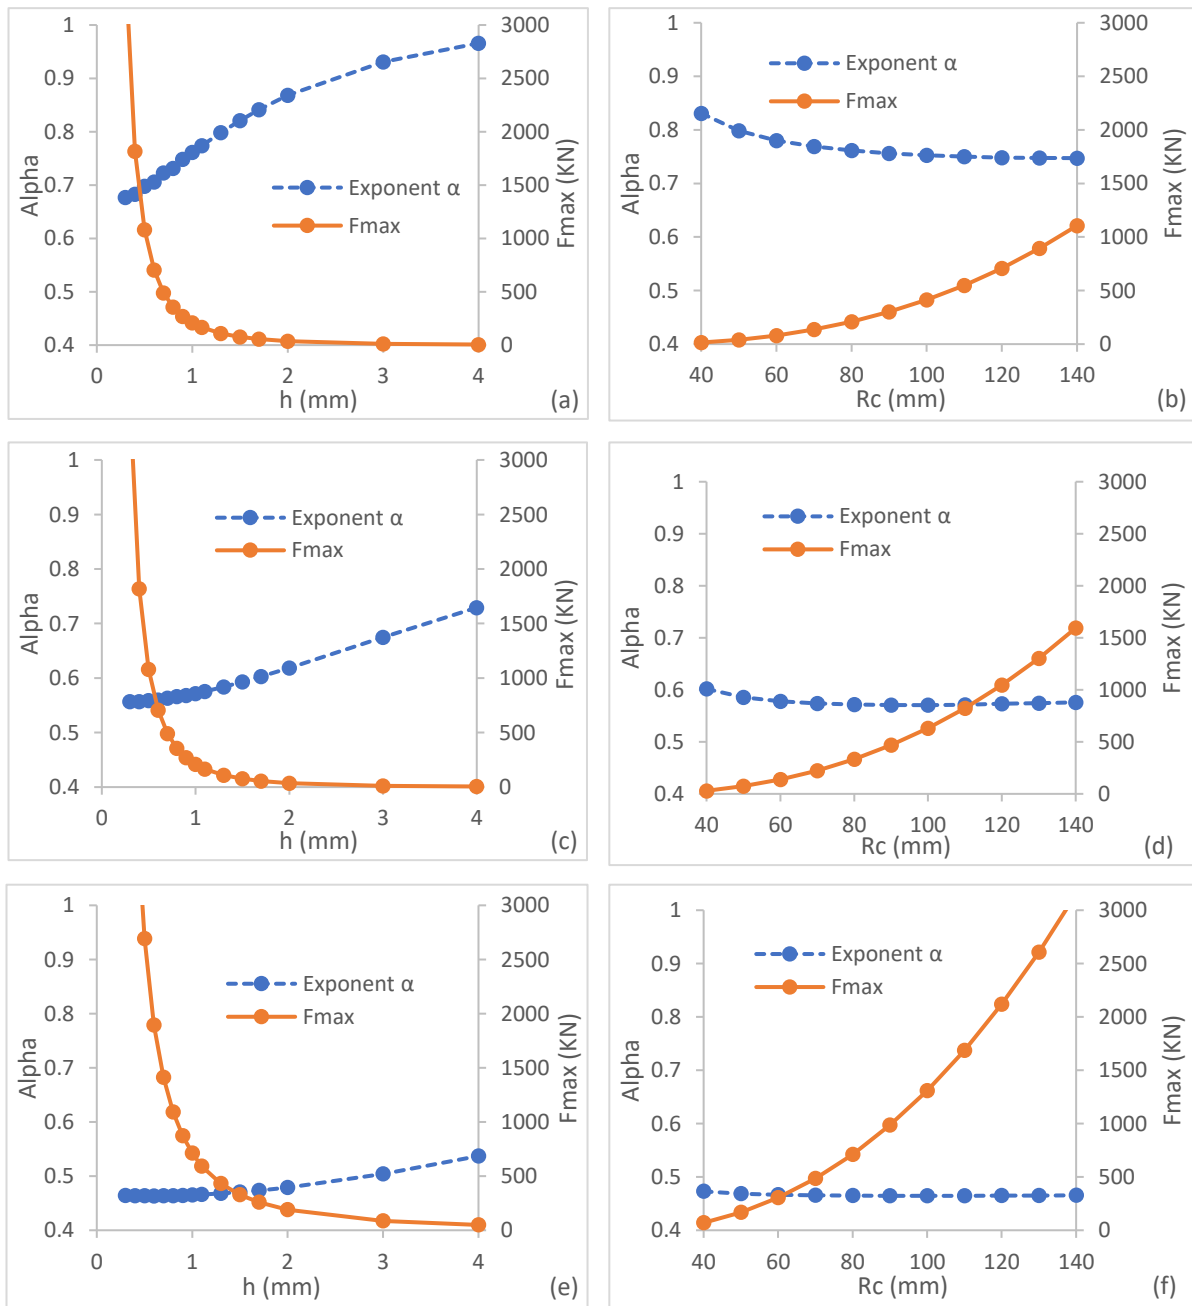 1
0.9
0.8
0.7
0.6
0.5
0.4
Alpha
0 1 2 3 4
h (mm)
3000
2500
2000
1500
1000
500
0
Fmax (KN)
Exponent α
Fmax
(a)
1
0.9
0.8
0.7
0.6
0.5
0.4
Alpha
40 60 80 100 120 140
Rc (mm)
3000
2500
2000
1500
1000
500
0
Fmax (KN)
Exponent α
Fmax
(b)
1
0.9
0.8
0.7
0.6
0.5
0.4
Alpha
0 1 2 3 4
h (mm)
3000
2500
2000
1500
1000
500
0
Fmax (KN)
Exponent α
Fmax
(c)
1
0.9
0.8
0.7
0.6
0.5
0.4
Alpha
40 60 80 100 120 140
Rc (mm)
3000
2500
2000
1500
1000
500
0
Fmax (KN)
Exponent α
Fmax
(d)
1
0.9
0.8
0.7
0.6
0.5
0.4
Alpha
0 1 2 3 4
h (mm)
3000
2500
2000
1500
1000
500
0
Fmax (KN)
Exponent α
Fmax
(e)
1
0.9
0.8
0.7
0.6
0.5
0.4
Alpha
40 60 80 100 120 140
Rc (mm)
3000
2500
2000
1500
1000
500
0
Fmax (KN)
Exponent α
Fmax
(f)